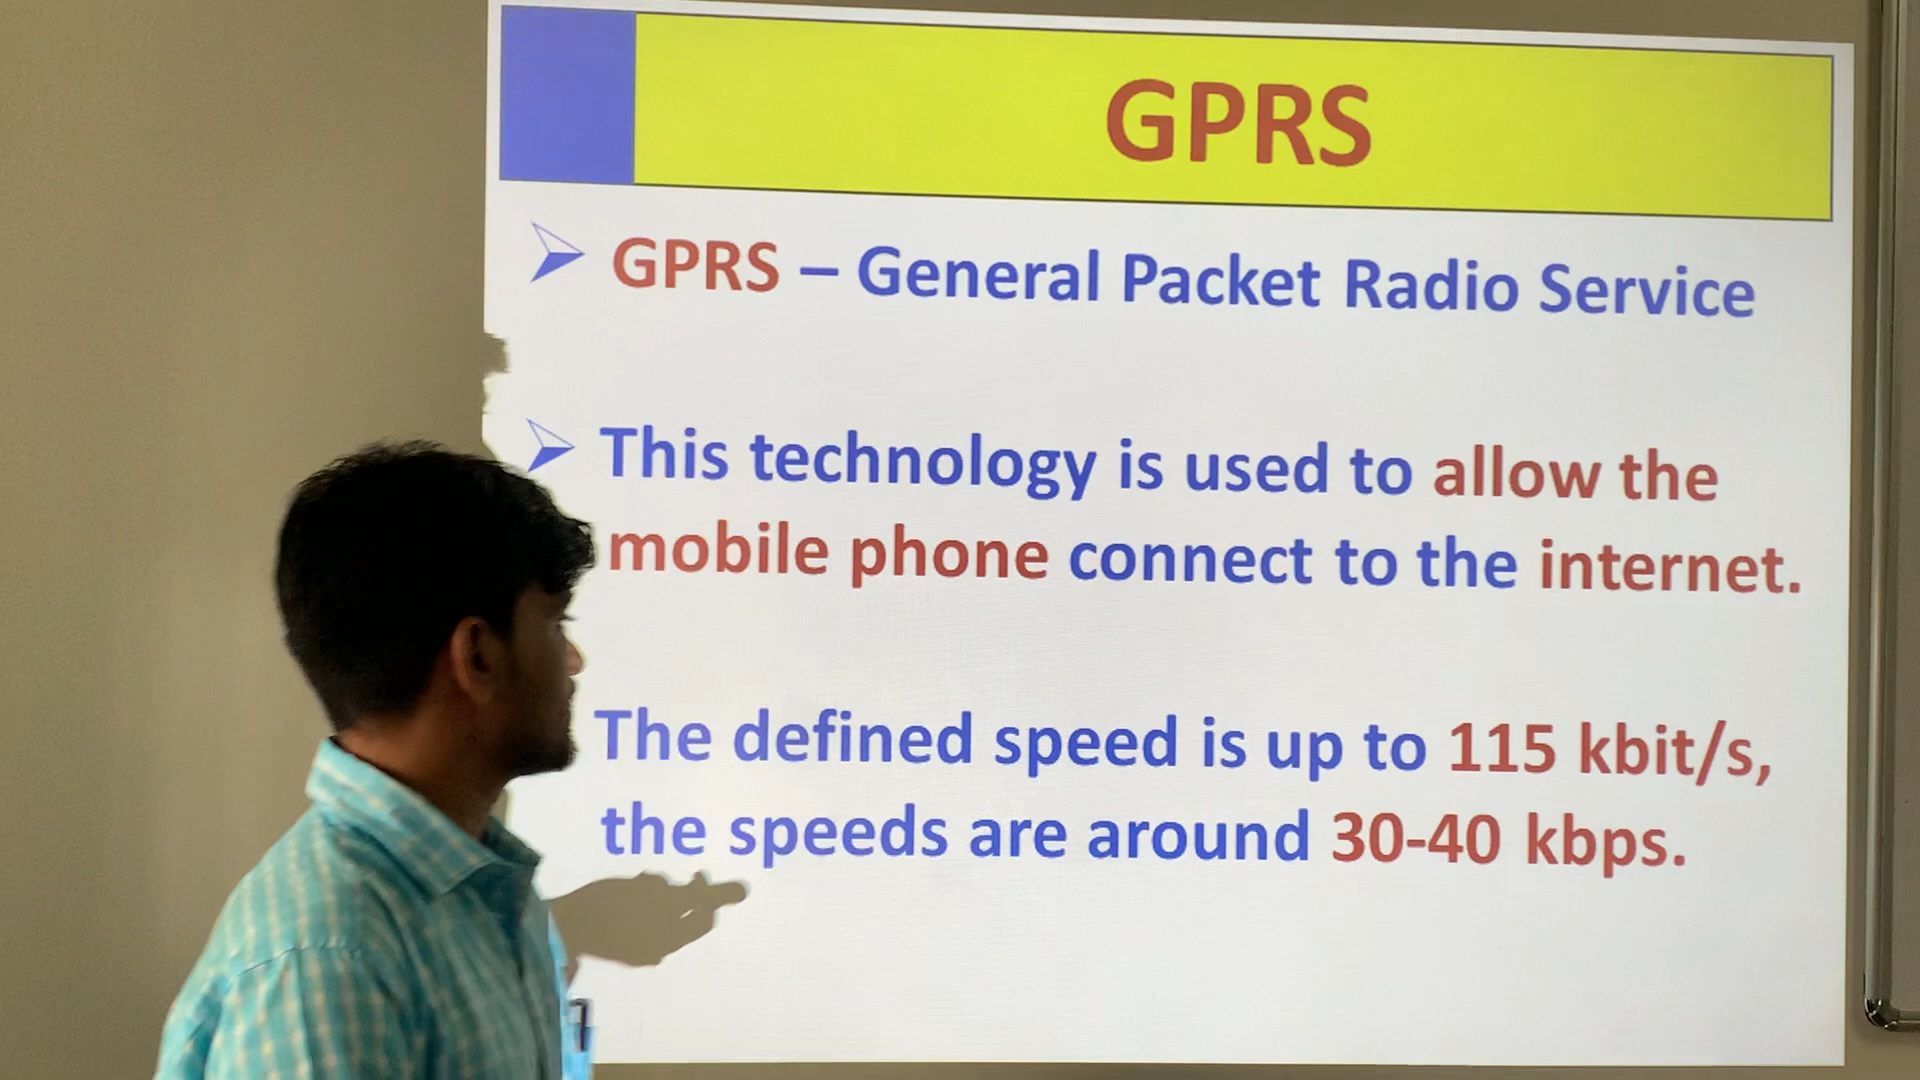 GPRS
GPRS – General Packet Radio Service
This technology is used to allow the
mobile phone connect to the internet.
The defined speed is up to 115 kbit/s,
the speeds are around 30-40 kbps.